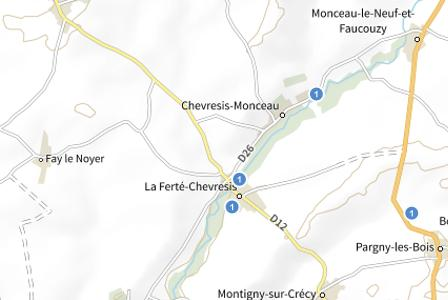 Monceau-le-Neuf-et-
Faucouzy
1
Chevresis-Monceau
D26
Fay le Noyer
1
La Ferté-Chevresis
1
D12
1
Pargny-les-Bois
Montigny-sur-Crécy